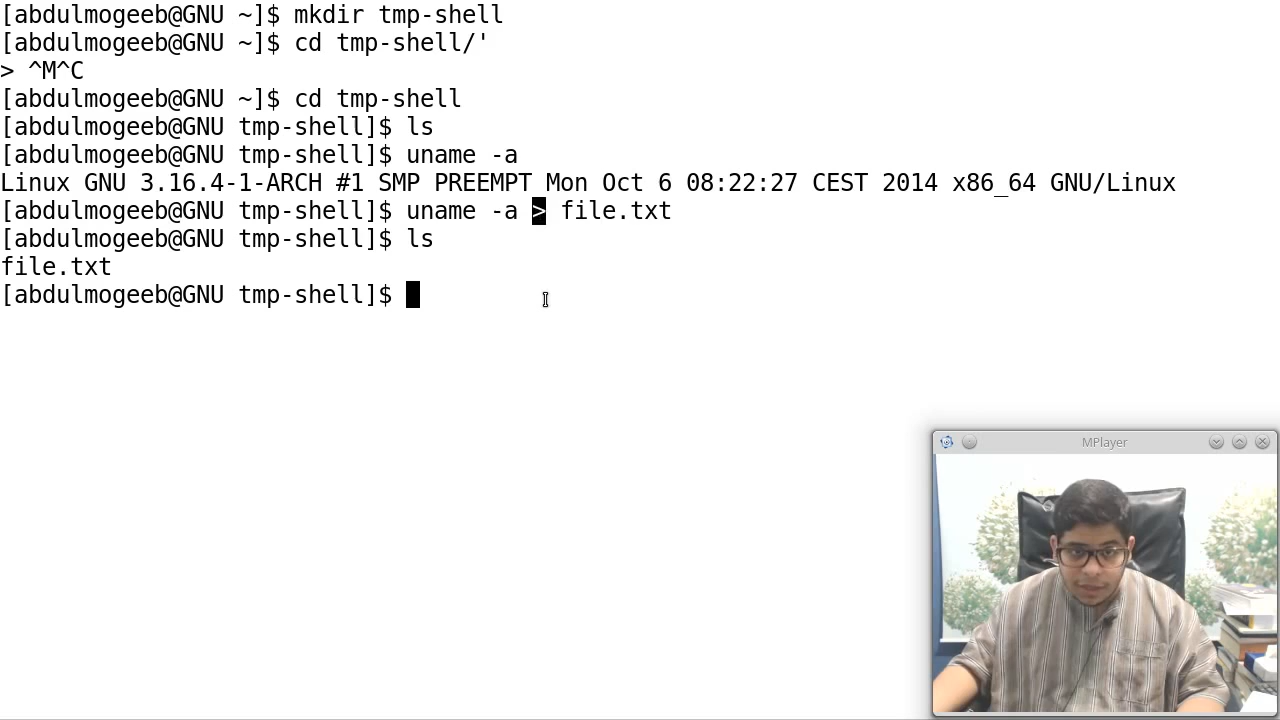 [abdulmogeeb@GNU ~]$ mkdir tmp-shell
[abdulmogeeb@GNU ~]$ cd tmp-shell/'
> ^M^C
[abdulmogeeb@GNU ~]$ cd tmp-shell
[abdulmogeeb@GNU tmp-shell]$ ls
[abdulmogeeb@GNU tmp-shell]$ uname -a
Linux GNU 3.16.4-1-ARCH #1 SMP PREEMPT Mon Oct 6 08:22:27 CEST 2014 x86_64 GNU/Linux
[abdulmogeeb@GNU tmp-shell]$ uname -a > file.txt
[abdulmogeeb@GNU tmp-shell]$ ls
file.txt
[abdulmogeeb@GNU tmp-shell]$
MPlayer